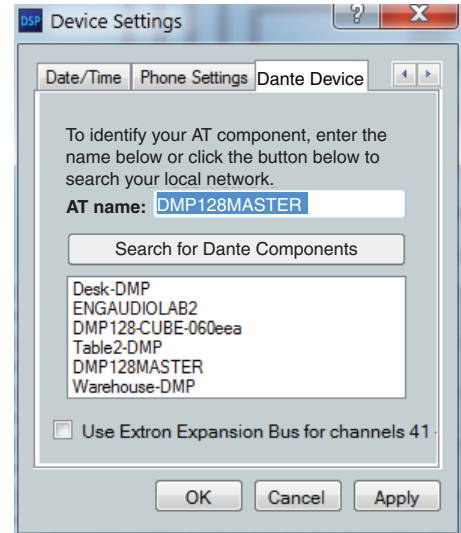 DSP Device Settings ? X
Date/Time Phone Settings Dante Device
To identify your AT component, enter the
name below or click the button below to
search your local network.
AT name: DMP128MASTER
Search for Dante Components
Desk-DMP
ENGAUDIOLAB2
DMP128-CUBE-060eea
Table2-DMP
DMP128MASTER
Warehouse-DMP
Use Extron Expansion Bus for channels 41 -
OK Cancel Apply